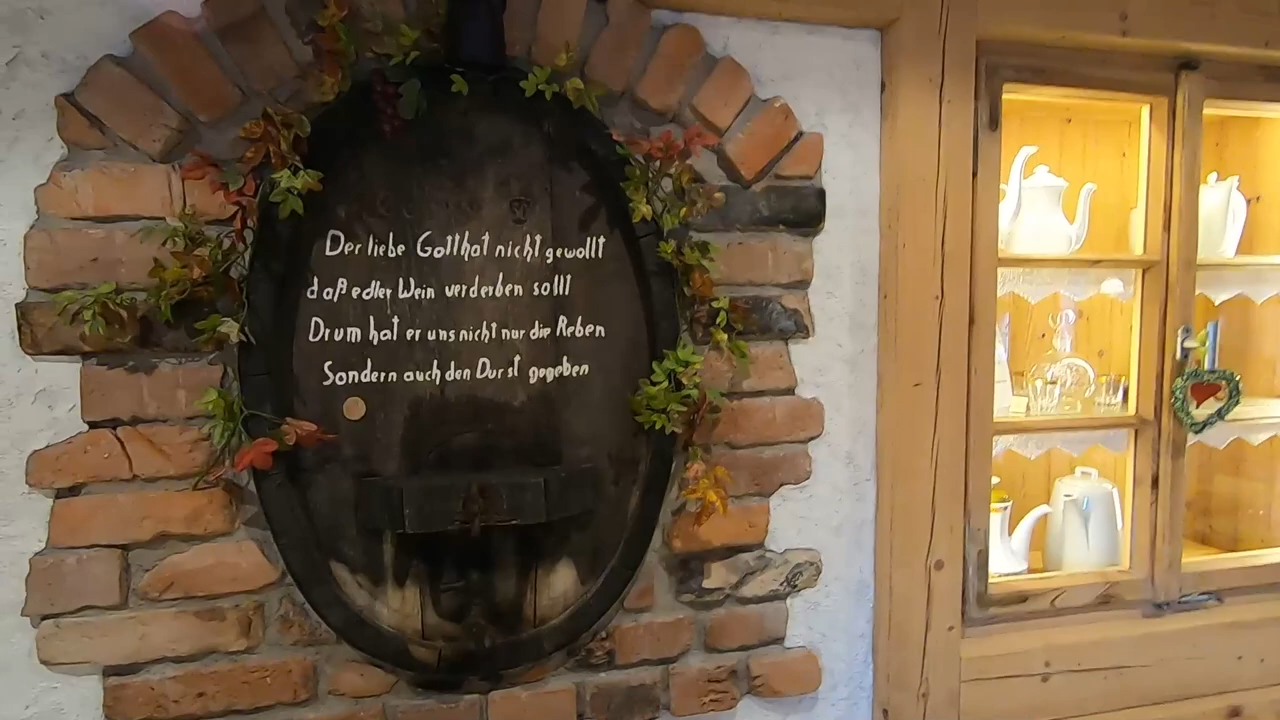 Der liebe Gott hat nicht gewollt
daß edler Wein verderben sollt
Drum hat er uns nicht nur die Reben
Sondern auch den Durst gegeben